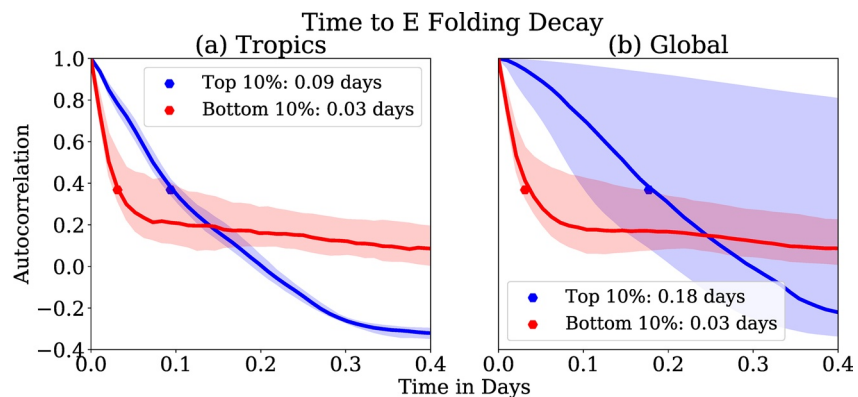 Time to E Folding Decay
(a) Tropics
(b) Global
Autocorrelation
1.0
0.8
0.6
0.4
0.2
0.0
−0.2
−0.4
Top 10%: 0.09 days
Bottom 10%: 0.03 days
Top 10%: 0.18 days
Bottom 10%: 0.03 days
0.0 0.1 0.2 0.3 0.4
0.0 0.1 0.2 0.3 0.4
Time in Days